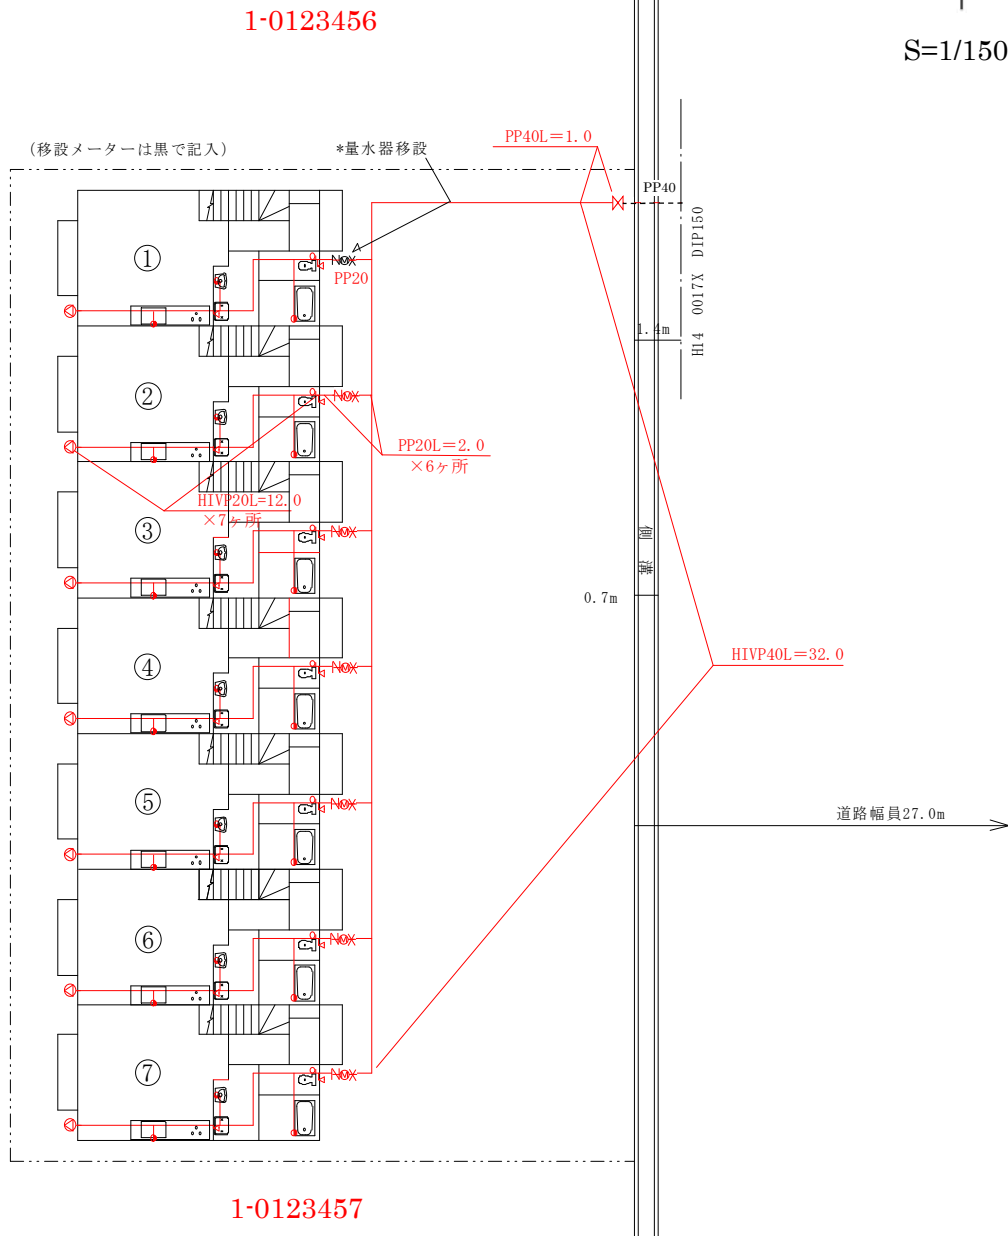 1-0123456
S=1/150
PP40L=1.0
(移設メーターは黒で記入)
*量水器移設
PP40
H14 0017X DIP150
①
PP20
1.4m
②
PP20L=2.0
×6ヶ所
HIVP20L=12.0
×7ヶ所
③
側溝
0.7m
④
HIVP40L=32.0
⑤
道路幅員27.0m
⑥
⑦
1-0123457